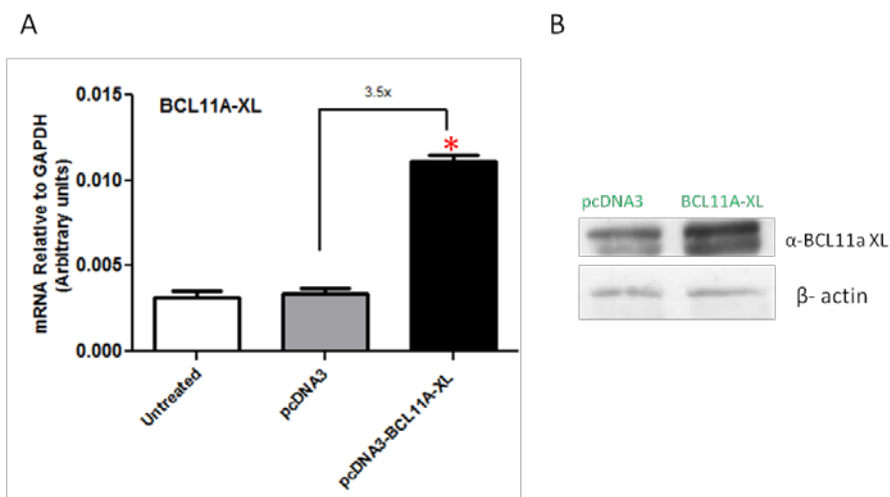 A
B
BCL11A-XL
3.5x
*
mRNA Relative to GAPDH
(Arbitrary units)
0.015
0.010
0.005
0.000
Untreated
pcDNA3
pcDNA3-BCL11A-XL
pcDNA3 BCL11A-XL
α-BCL11a XL
β- actin